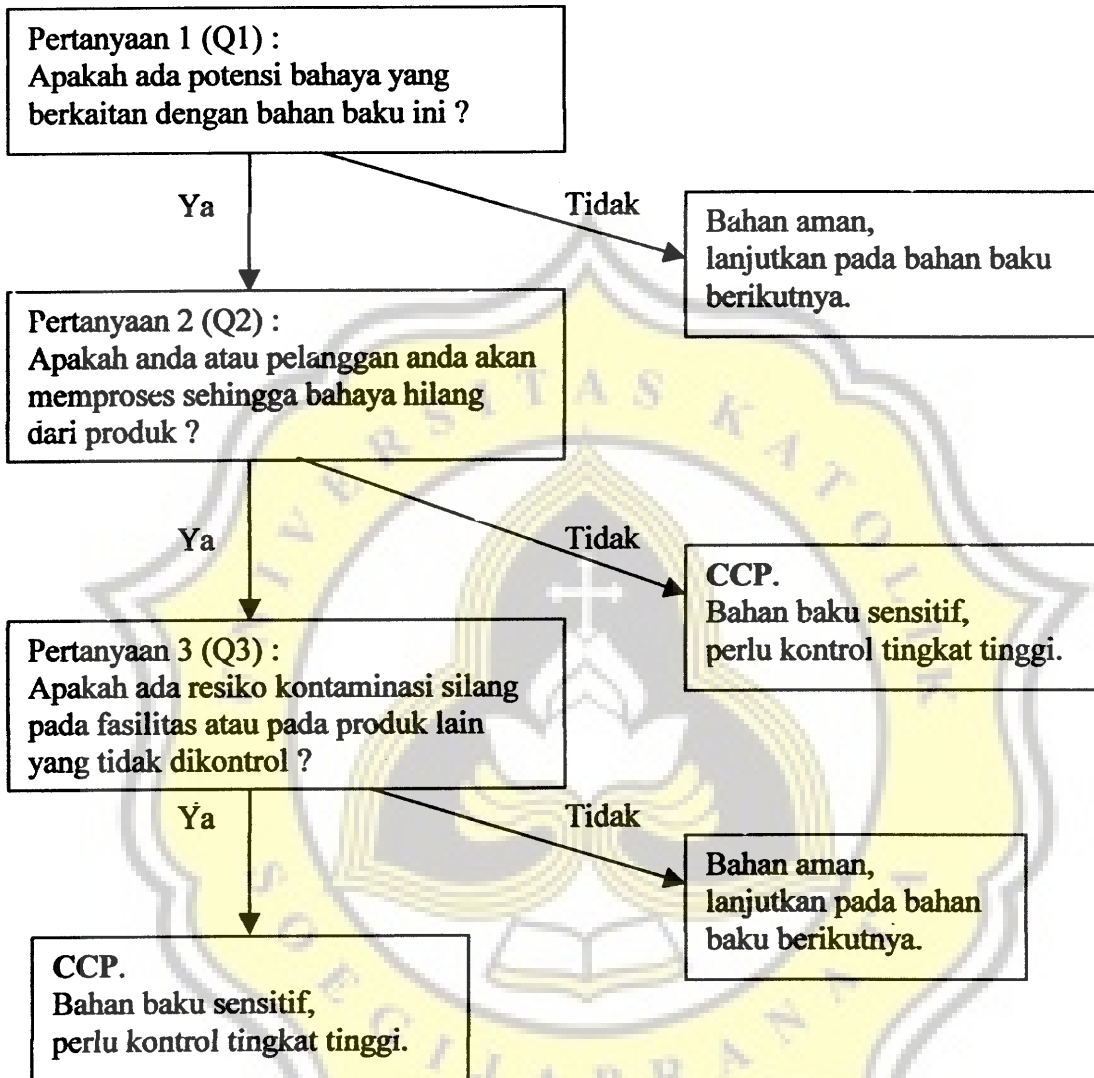 Pertanyaan 1 (Q1) :
Apakah ada potensi bahaya yang
berkaitan dengan bahan baku ini ?
Ya
Tidak
Bahan aman,
lanjutkan pada bahan baku
berikutnya.
Pertanyaan 2 (Q2) :
Apakah anda atau pelanggan anda akan
memproses sehingga bahaya hilang
dari produk ?
Ya
Tidak
CCP.
Bahan baku sensitif,
perlu kontrol tingkat tinggi.
Pertanyaan 3 (Q3) :
Apakah ada resiko kontaminasi silang
pada fasilitas atau pada produk lain
yang tidak dikontrol ?
Ya
Tidak
Bahan aman,
lanjutkan pada bahan
baku berikutnya.
CCP.
Bahan baku sensitif,
perlu kontrol tingkat tinggi.
UNIVERSITAS KATOLIK
SOEGIJAPRANATA